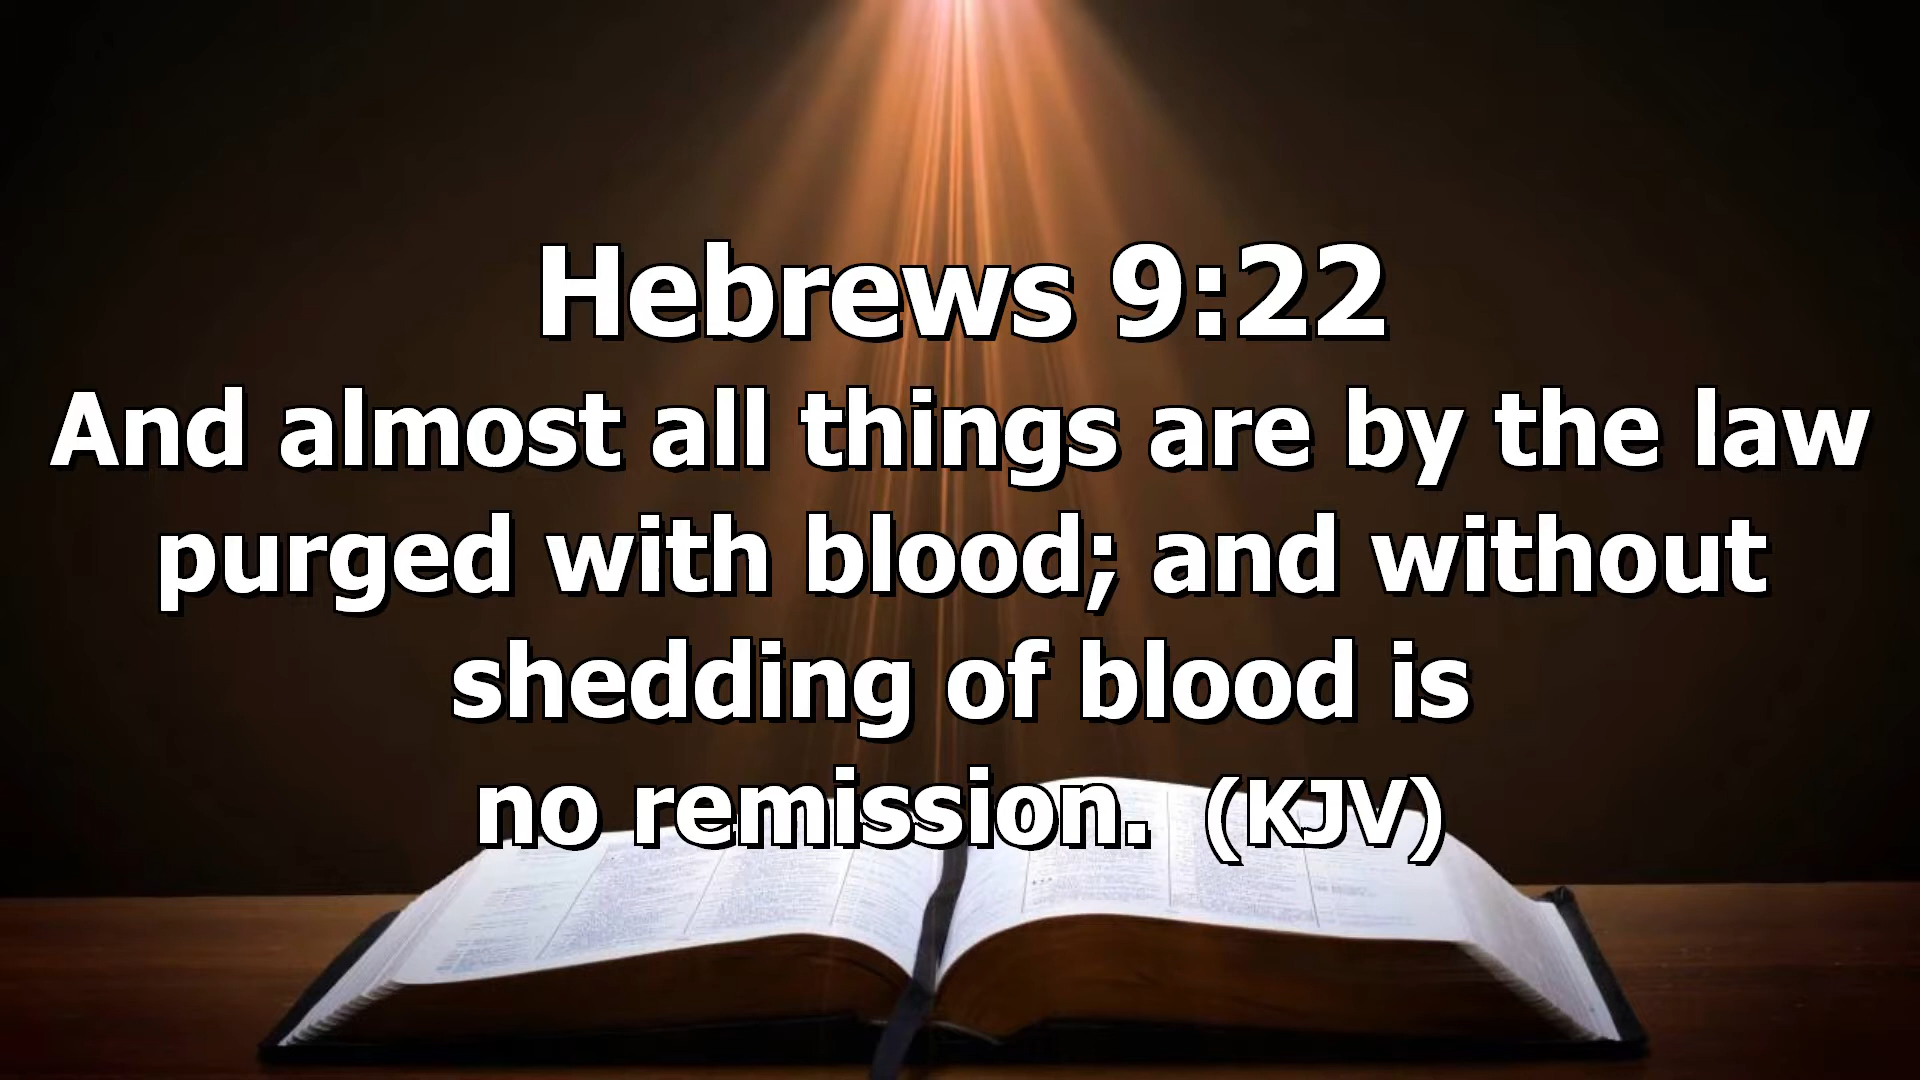 Hebrews 9:22
And almost all things are by the law
purged with blood; and without
shedding of blood is
no remission.  (KJV)